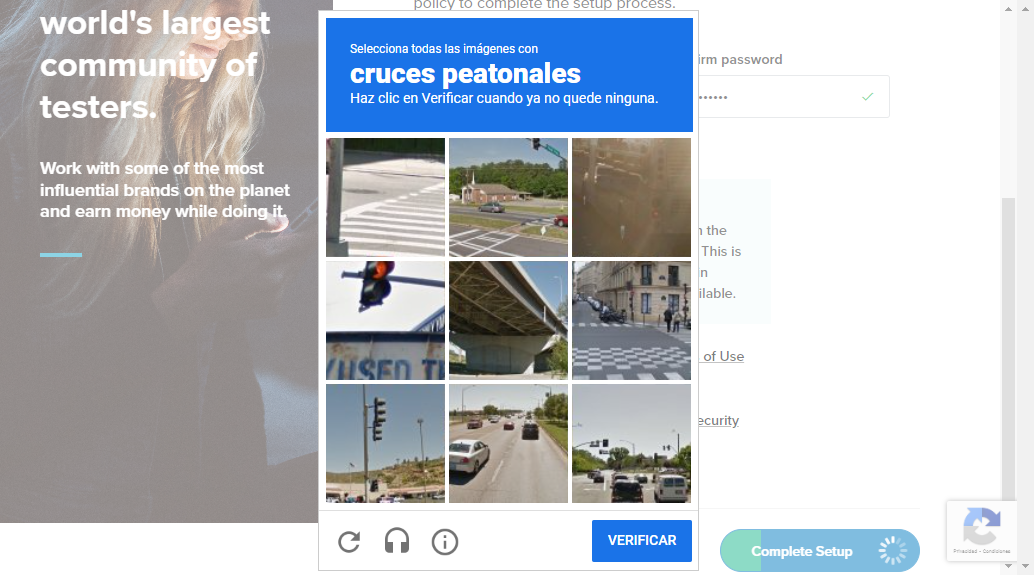 policy to complete the setup process.
world's largest
community of
testers.
Work with some of the most
influential brands on the planet
and earn money while doing it.
Selecciona todas las imágenes con
cruces peatonales
Haz clic en Verificar cuando ya no quede ninguna.
irm password
the
This is
n
ilable.
of Use
ecurity
VERIFICAR
Complete Setup
Privacidad - Condiciones